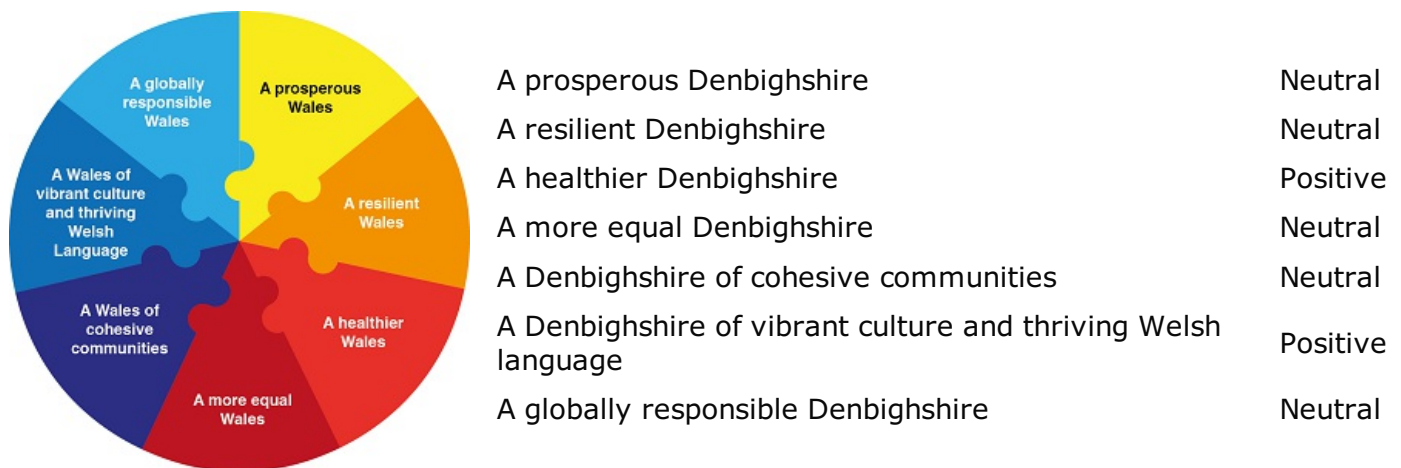 A globally
responsible
Wales
A prosperous
Wales
A Wales of
vibrant culture
and thriving
Welsh
Language
A resilient
Wales
A Wales of
cohesive
communities
A healthier
Wales
A more equal
Wales
A prosperous Denbighshire Neutral
A resilient Denbighshire Neutral
A healthier Denbighshire Positive
A more equal Denbighshire Neutral
A Denbighshire of cohesive communities Neutral
A Denbighshire of vibrant culture and thriving Welsh
language Positive
A globally responsible Denbighshire Neutral